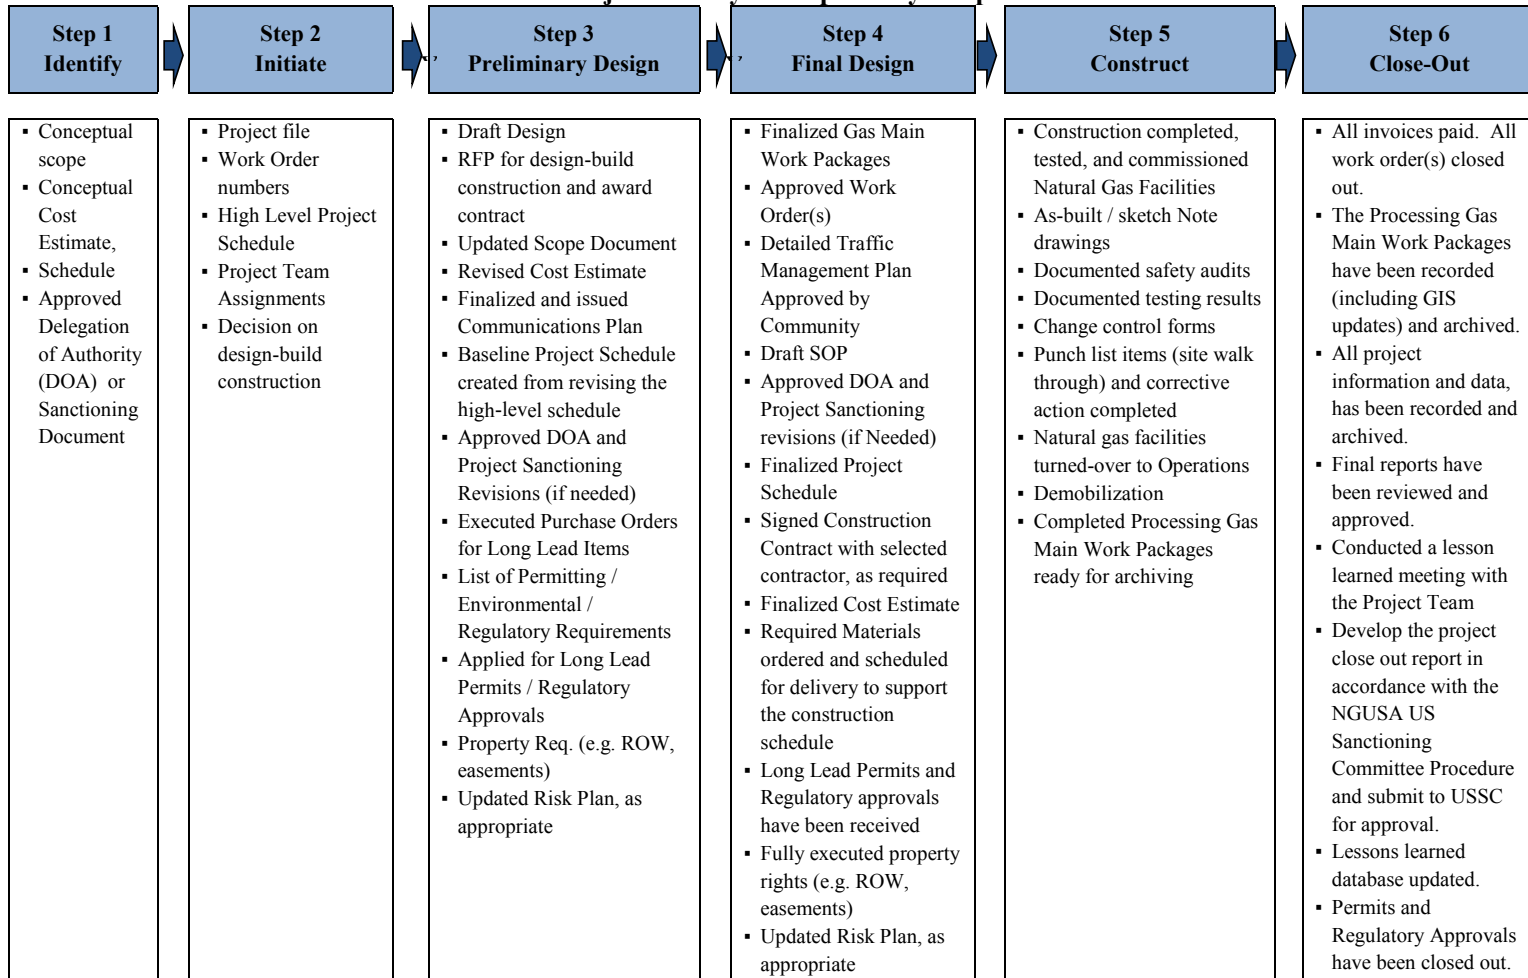 Step 1
Identify
Step 2
Initiate
Step 3
Preliminary Design
Step 4
Final Design
Step 5
Construct
Step 6
Close-Out
▪ Conceptual
scope
▪ Conceptual
Cost
Estimate,
▪ Schedule
▪ Approved
Delegation
of Authority
(DOA) or
Sanctioning
Document
▪ Project file
▪ Work Order
numbers
▪ High Level Project
Schedule
▪ Project Team
Assignments
▪ Decision on
design-build
construction
▪ Draft Design
▪ RFP for design-build
construction and award
contract
▪ Updated Scope Document
▪ Revised Cost Estimate
▪ Finalized and issued
Communications Plan
▪ Baseline Project Schedule
created from revising the
high-level schedule
▪ Approved DOA and
Project Sanctioning
Revisions (if needed)
▪ Executed Purchase Orders
for Long Lead Items
▪ List of Permitting /
Environmental /
Regulatory Requirements
▪ Applied for Long Lead
Permits / Regulatory
Approvals
▪ Property Req. (e.g. ROW,
easements)
▪ Updated Risk Plan, as
appropriate
▪ Finalized Gas Main
Work Packages
▪ Approved Work
Order(s)
▪ Detailed Traffic
Management Plan
Approved by
Community
▪ Draft SOP
▪ Approved DOA and
Project Sanctioning
revisions (if Needed)
▪ Finalized Project
Schedule
▪ Signed Construction
Contract with selected
contractor, as required
▪ Finalized Cost Estimate
▪ Required Materials
ordered and scheduled
for delivery to support
the construction
schedule
▪ Long Lead Permits and
Regulatory approvals
have been received
▪ Fully executed property
rights (e.g. ROW,
easements)
▪ Updated Risk Plan, as
appropriate
▪ Construction completed,
tested, and commissioned
Natural Gas Facilities
▪ As-built / sketch Note
drawings
▪ Documented safety audits
▪ Documented testing results
▪ Change control forms
▪ Punch list items (site walk
through) and corrective
action completed
▪ Natural gas facilities
turned-over to Operations
▪ Demobilization
▪ Completed Processing Gas
Main Work Packages
ready for archiving
▪ All invoices paid. All
work order(s) closed
out.
▪ The Processing Gas
Main Work Packages
have been recorded
(including GIS
updates) and archived.
▪ All project
information and data,
has been recorded and
archived.
▪ Final reports have
been reviewed and
approved.
▪ Conducted a lesson
learned meeting with
the Project Team
▪ Develop the project
close out report in
accordance with the
NGUSA US
Sanctioning
Committee Procedure
and submit to USSC
for approval.
▪ Lessons learned
database updated.
▪ Permits and
Regulatory Approvals
have been closed out.